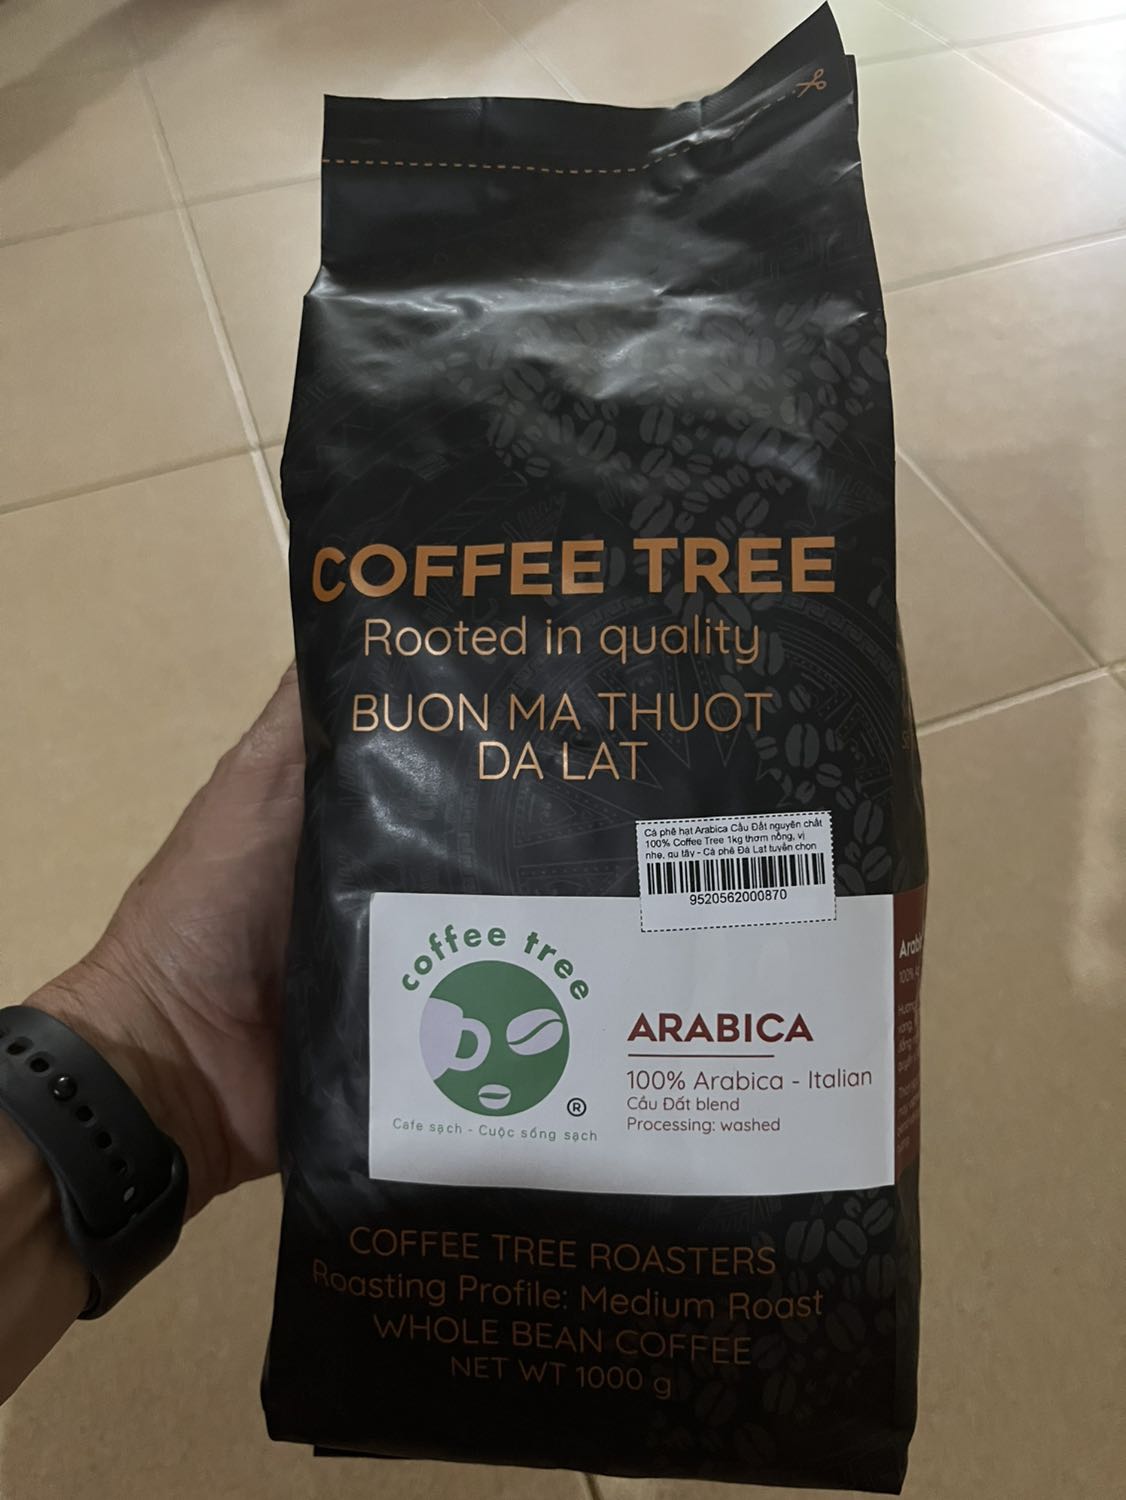 COFFEE TREE
Rooted in quality
BUON MA THUOT
DA LAT
Cà phê hạt Arabica Cầu Đất nguyên chất
100% Coffee Tree 1kg thơm nồng, vị
nhẹ, gu tây - Cà phê Đà Lạt tuyển chọn
9520562000870
coffee tree
®
Cafe sạch - Cuộc sống sạch
ARABICA
100% Arabica - Italian
Cầu Đất blend
Processing: washed
COFFEE TREE ROASTERS
Roasting Profile: Medium Roast
WHOLE BEAN COFFEE
NET WT 1000 g